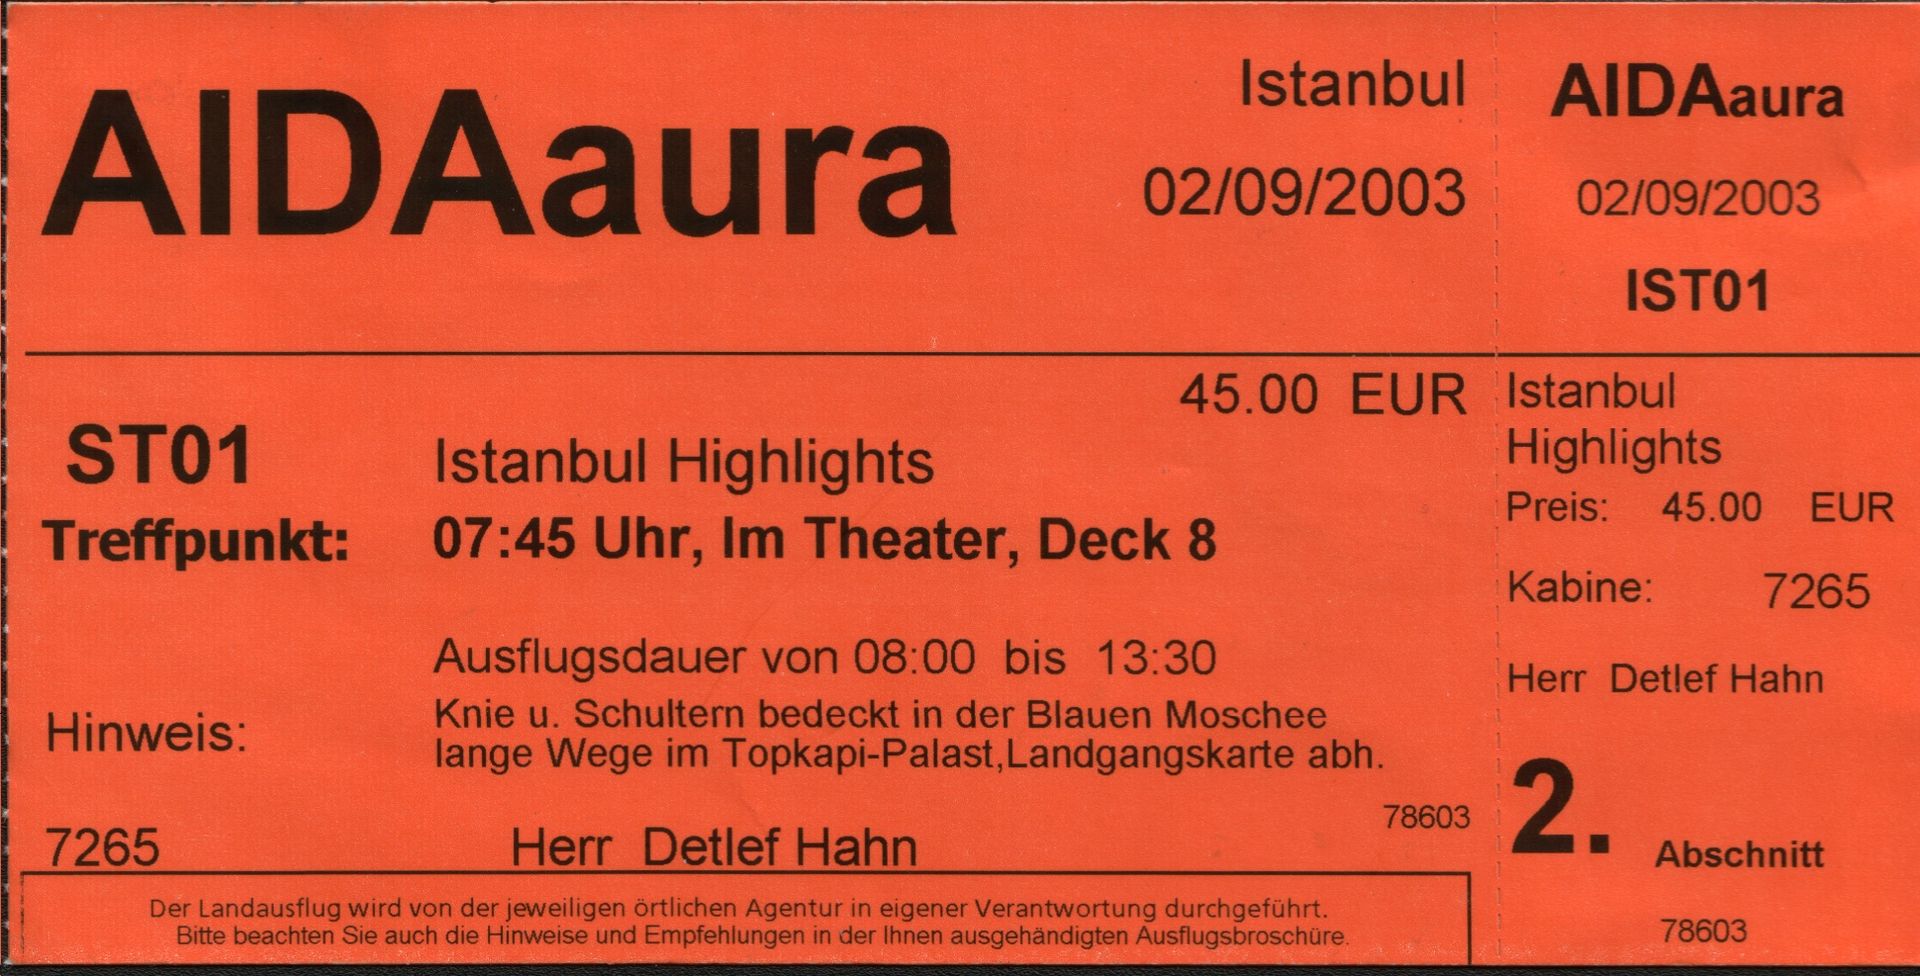 AIDAaura
Istanbul
02/09/2003
ST01
Istanbul Highlights
45.00 EUR
Treffpunkt: 07:45 Uhr, Im Theater, Deck 8
Ausflugsdauer von 08:00 bis 13:30
Hinweis:
Knie u. Schultern bedeckt in der Blauen Moschee
lange Wege im Topkapi-Palast,Landgangskarte abh.
78603
7265 Herr Detlef Hahn
Der Landausflug wird von der jeweiligen örtlichen Agentur in eigener Verantwortung durchgeführt.
Bitte beachten Sie auch die Hinweise und Empfehlungen in der Ihnen ausgehändigten Ausflugsbroschüre.
AIDAaura
02/09/2003
IST01
Istanbul
Highlights
Preis: 45.00 EUR
Kabine: 7265
Herr Detlef Hahn
2. Abschnitt
78603